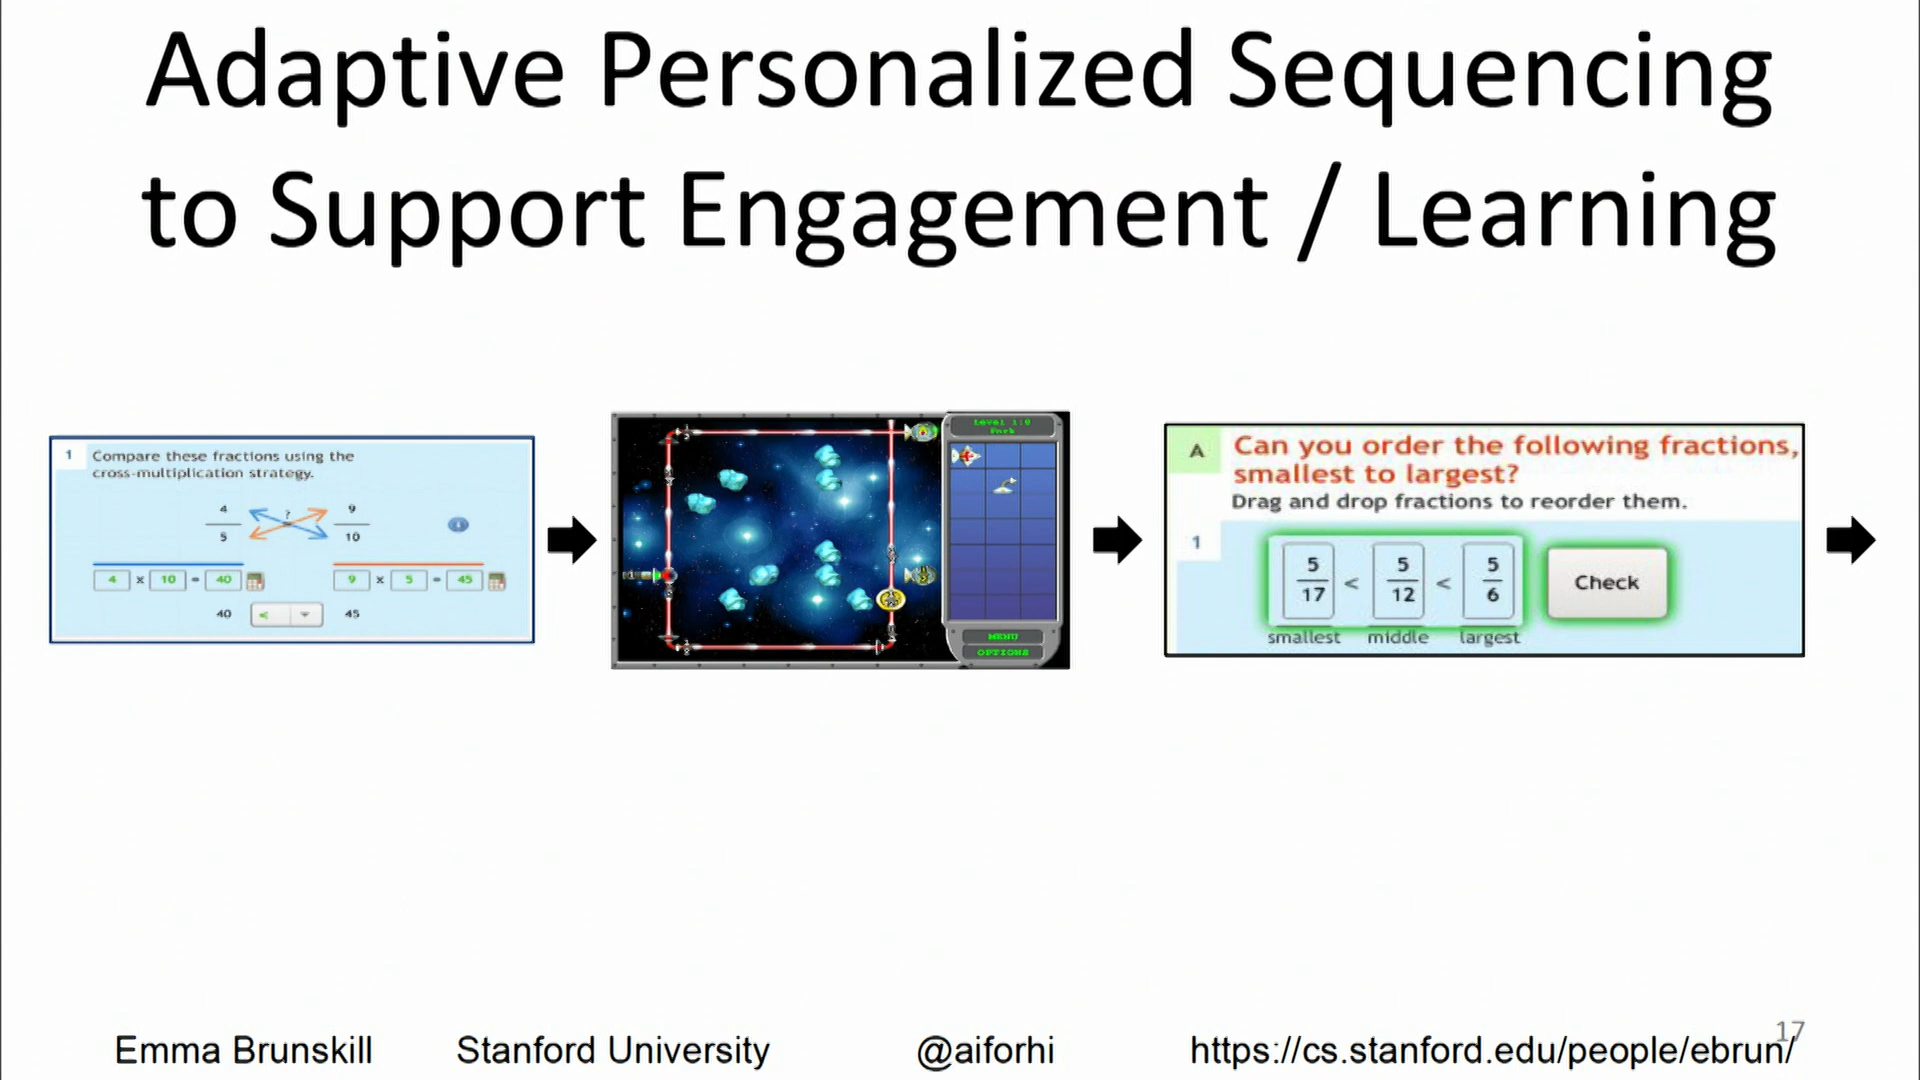 Adaptive Personalized Sequencing
to Support Engagement / Learning
1 Compare these fractions using the
cross-multiplication strategy.
4 ? 9
5 10
4 x 10 = 40 9 x 5 = 45
40 < 45
MENU
OPTIONS
A Can you order the following fractions,
smallest to largest?
Drag and drop fractions to reorder them.
1
5 5 5
< < Check
17 12 6
smallest middle largest
17
Emma Brunskill Stanford University @aiforhi https://cs.stanford.edu/people/ebrun/